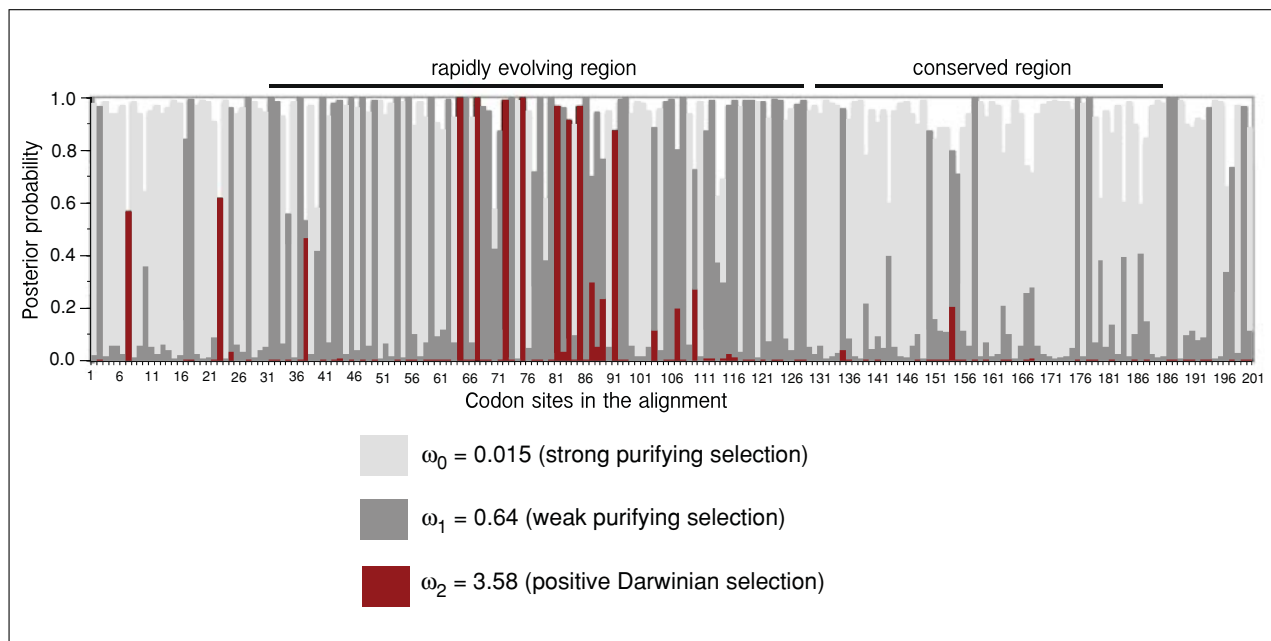 rapidly evolving region conserved region
Posterior probability
1.0
0.8
0.6
0.4
0.2
0.0
1 6 11 16 21 26 31 36 41 46 51 56 61 66 71 76 81 86 91 101 106 111 116 121 126 131 136 141 146 151 156 161 166 171 176 181 186 186 191 196 201
Codon sites in the alignment
ω0 = 0.015 (strong purifying selection)
ω1 = 0.64 (weak purifying selection)
ω2 = 3.58 (positive Darwinian selection)